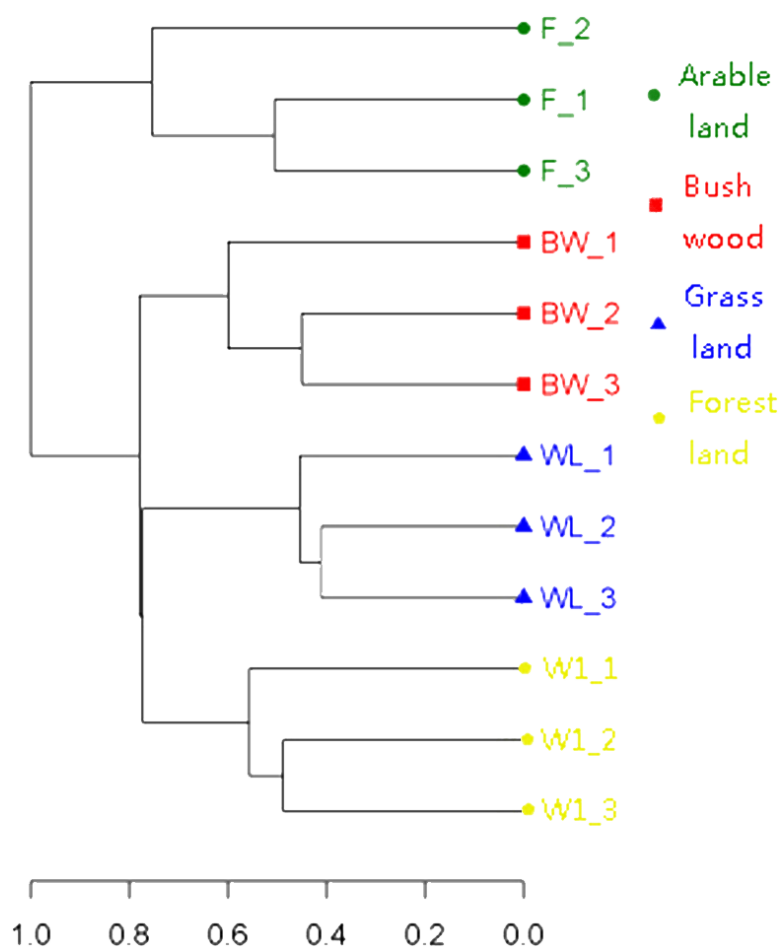 F_2
F_1
F_3
BW_1
BW_2
BW_3
WL_1
WL_2
WL_3
W1_1
W1_2
W1_3
Arable
land
Bush
wood
Grass
land
Forest
land
1.0 0.8 0.6 0.4 0.2 0.0